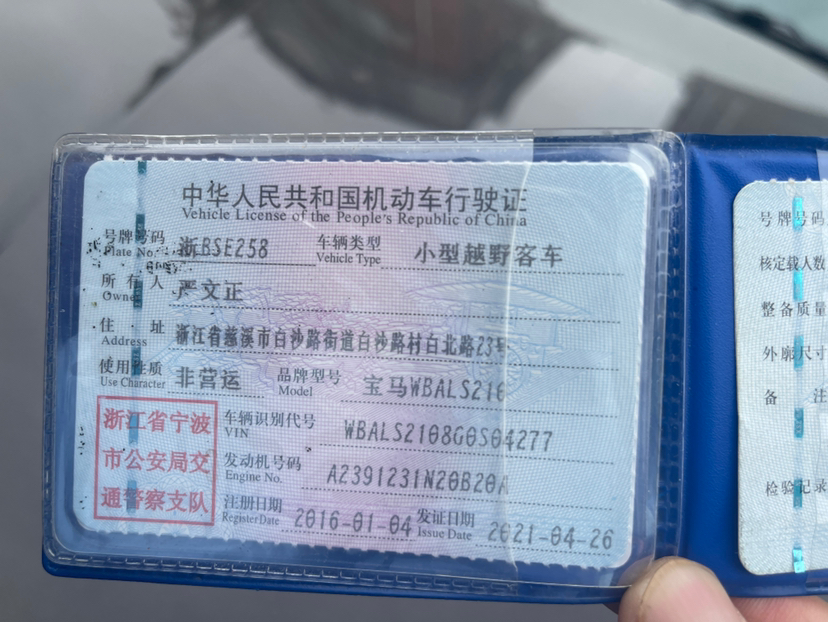 中华人民共和国机动车行驶证
Vehicle License of the People's Republic of China
号牌号码 浙BSE258 车辆类型 小型越野客车
Plate No. Vehicle Type
所有人 严文正
Owner
住址 浙江省慈溪市白沙路街道白沙路村白北路23号
Address
使用性质 非营运 品牌型号 宝马WBALS210
Use Character Model
浙江省宁波
市公安局交
通警察支队
车辆识别代号 WBALS2108G0S04277
VIN
发动机号码 A2391231N20B20A
Engine No.
注册日期 2016-01-04 发证日期 2021-04-26
Register Date Issue Date
号牌号码
核定载人数
整备质量
外廓尺寸
备注
检验记录